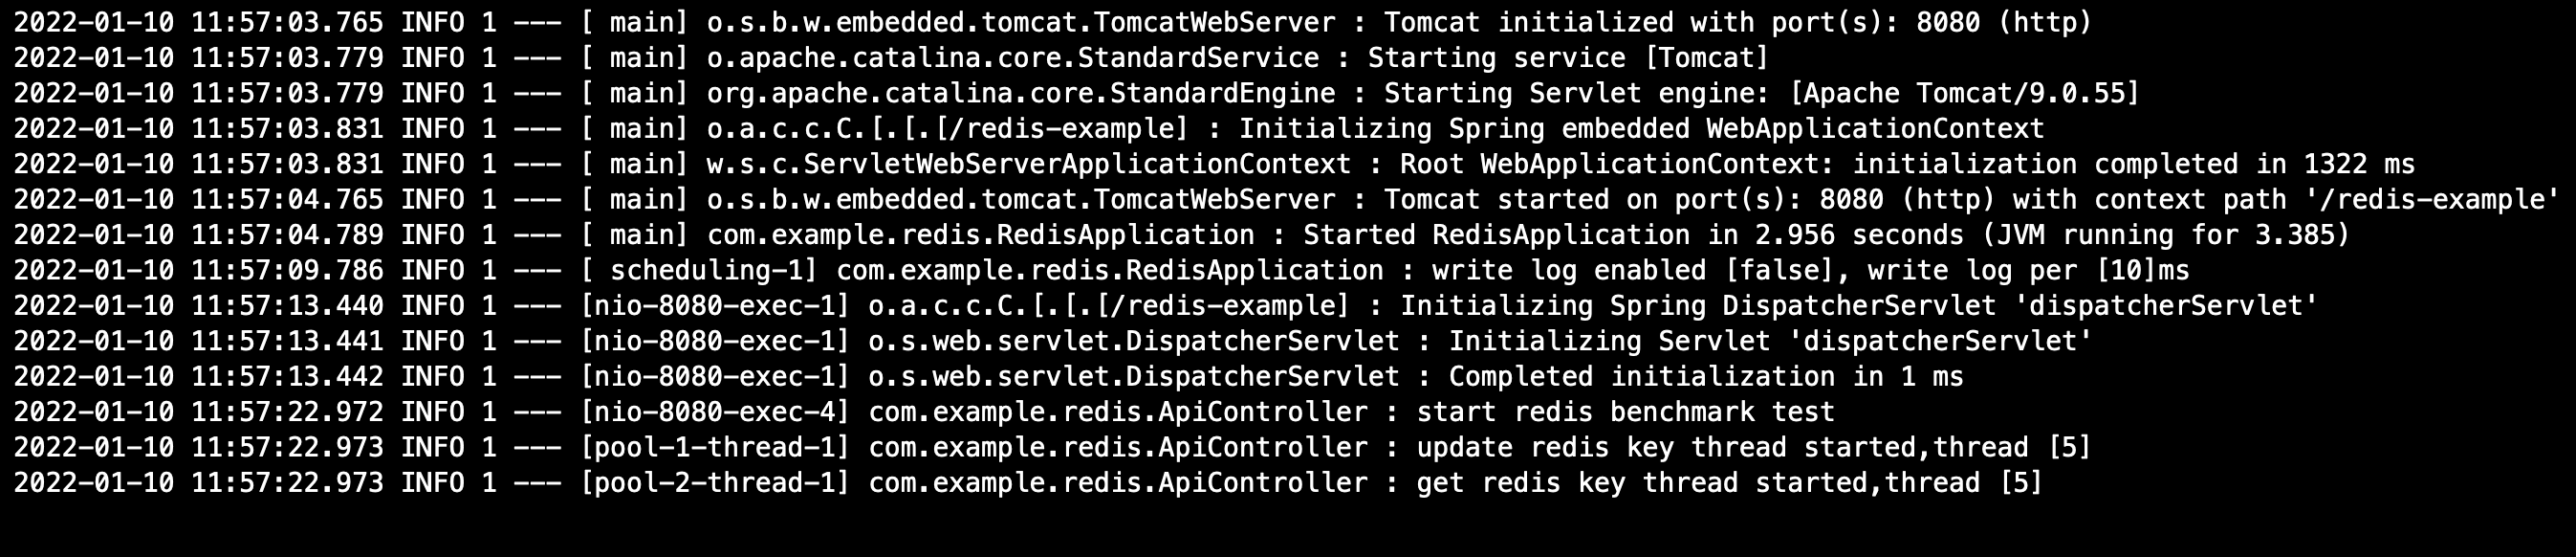 2022-01-10 11:57:03.765 INFO 1 --- [ main] o.s.b.w.embedded.tomcat.TomcatWebServer : Tomcat initialized with port(s): 8080 (http)
2022-01-10 11:57:03.779 INFO 1 --- [ main] o.apache.catalina.core.StandardService : Starting service [Tomcat]
2022-01-10 11:57:03.779 INFO 1 --- [ main] org.apache.catalina.core.StandardEngine : Starting Servlet engine: [Apache Tomcat/9.0.55]
2022-01-10 11:57:03.831 INFO 1 --- [ main] o.a.c.c.C.[.[.[/redis-example] : Initializing Spring embedded WebApplicationContext
2022-01-10 11:57:03.831 INFO 1 --- [ main] w.s.c.ServletWebServerApplicationContext : Root WebApplicationContext: initialization completed in 1322 ms
2022-01-10 11:57:04.765 INFO 1 --- [ main] o.s.b.w.embedded.tomcat.TomcatWebServer : Tomcat started on port(s): 8080 (http) with context path '/redis-example'
2022-01-10 11:57:04.789 INFO 1 --- [ main] com.example.redis.RedisApplication : Started RedisApplication in 2.956 seconds (JVM running for 3.385)
2022-01-10 11:57:09.786 INFO 1 --- [ scheduling-1] com.example.redis.RedisApplication : write log enabled [false], write log per [10]ms
2022-01-10 11:57:13.440 INFO 1 --- [nio-8080-exec-1] o.a.c.c.C.[.[.[/redis-example] : Initializing Spring DispatcherServlet 'dispatcherServlet'
2022-01-10 11:57:13.441 INFO 1 --- [nio-8080-exec-1] o.s.web.servlet.DispatcherServlet : Initializing Servlet 'dispatcherServlet'
2022-01-10 11:57:13.442 INFO 1 --- [nio-8080-exec-1] o.s.web.servlet.DispatcherServlet : Completed initialization in 1 ms
2022-01-10 11:57:22.972 INFO 1 --- [nio-8080-exec-4] com.example.redis.ApiController : start redis benchmark test
2022-01-10 11:57:22.973 INFO 1 --- [pool-1-thread-1] com.example.redis.ApiController : update redis key thread started,thread [5]
2022-01-10 11:57:22.973 INFO 1 --- [pool-2-thread-1] com.example.redis.ApiController : get redis key thread started,thread [5]